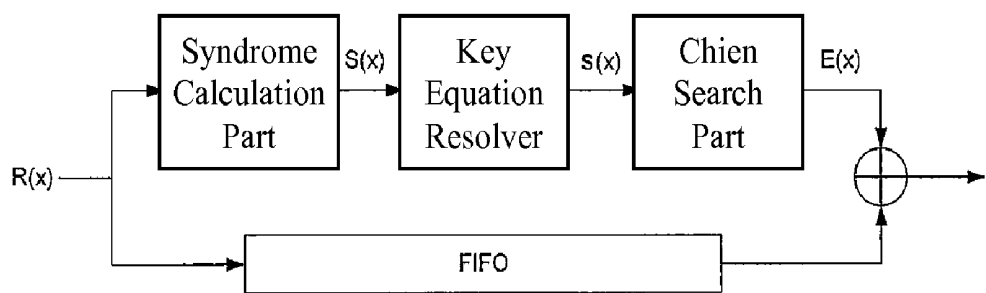 Syndrome
Calculation
Part
S(x)
Key
Equation
Resolver
s(x)
Chien
Search
Part
E(x)
R(x)
FIFO